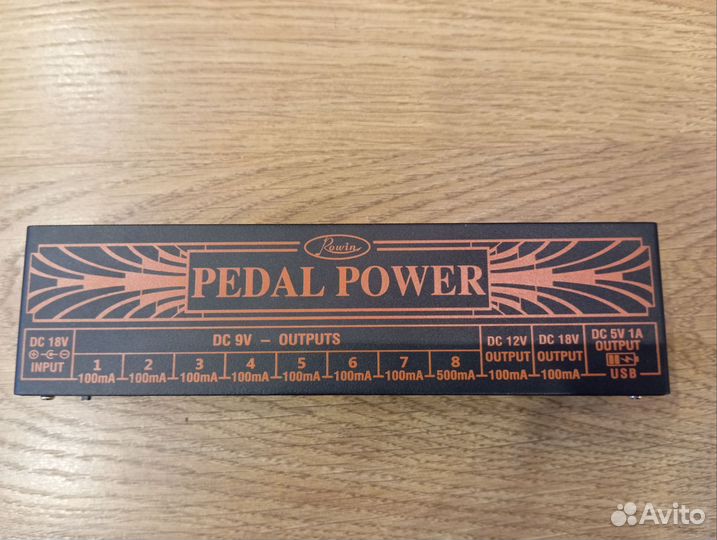 Rowin
PEDAL POWER
DC 18V
INPUT
DC 9V – OUTPUTS
1 2 3 4 5 6 7 8
100mA 100mA 100mA 100mA 100mA 100mA 100mA 500mA
DC 12V
OUTPUT
100mA
DC 18V
OUTPUT
100mA
DC 5V 1A
OUTPUT
USB
Avito